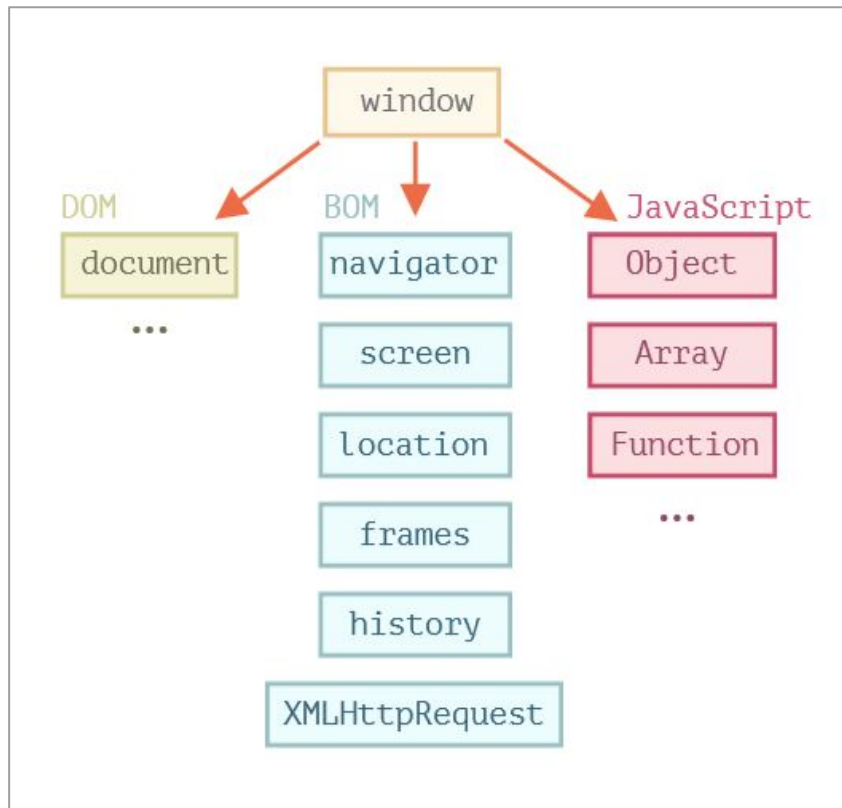 window
DOM
BOM
JavaScript
document
navigator
Object
...
screen
Array
location
Function
frames
...
history
XMLHttpRequest